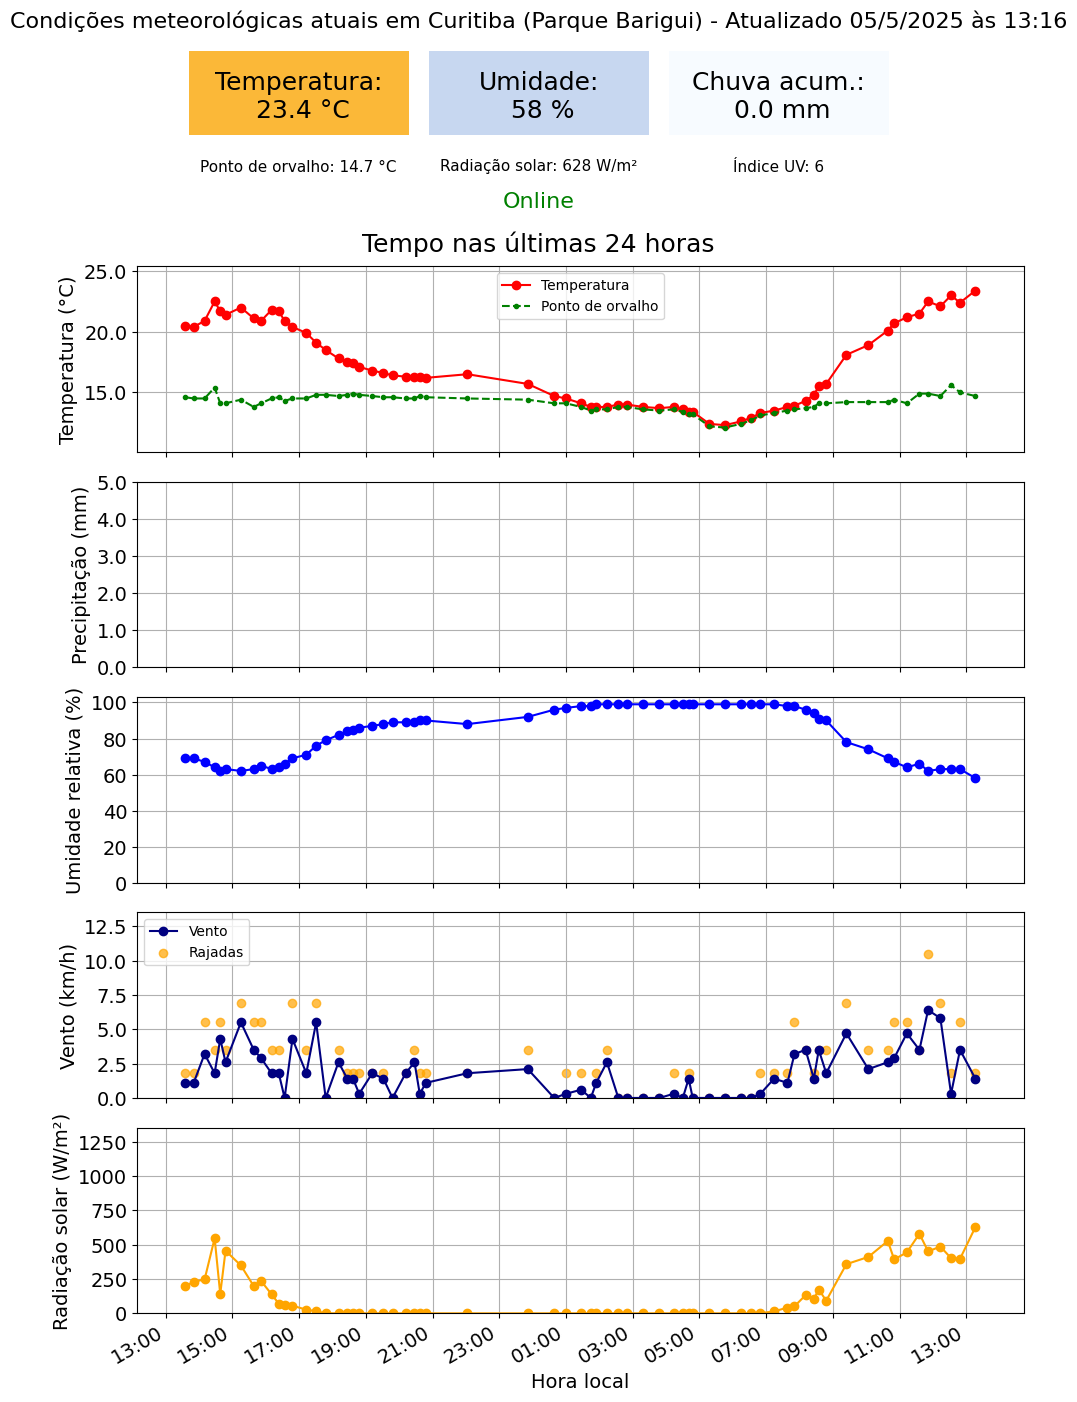 Condições meteorológicas atuais em Curitiba (Parque Barigui) - Atualizado 05/5/2025 às 13:16
Temperatura:
23.4 °C
Umidade:
58 %
Chuva acum.:
0.0 mm
Ponto de orvalho: 14.7 °C
Radiação solar: 628 W/m²
Índice UV: 6
Online
Tempo nas últimas 24 horas
Temperatura (°C)
25.0
20.0
15.0
Temperatura
Ponto de orvalho
Precipitação (mm)
5.0
4.0
3.0
2.0
1.0
0.0
Umidade relativa (%)
100
80
60
40
20
0
Vento (km/h)
12.5
10.0
7.5
5.0
2.5
0.0
Vento
Rajadas
Radiação solar (W/m²)
1250
1000
750
500
250
0
13:00
15:00
17:00
19:00
21:00
23:00
01:00
03:00
05:00
07:00
09:00
11:00
13:00
Hora local